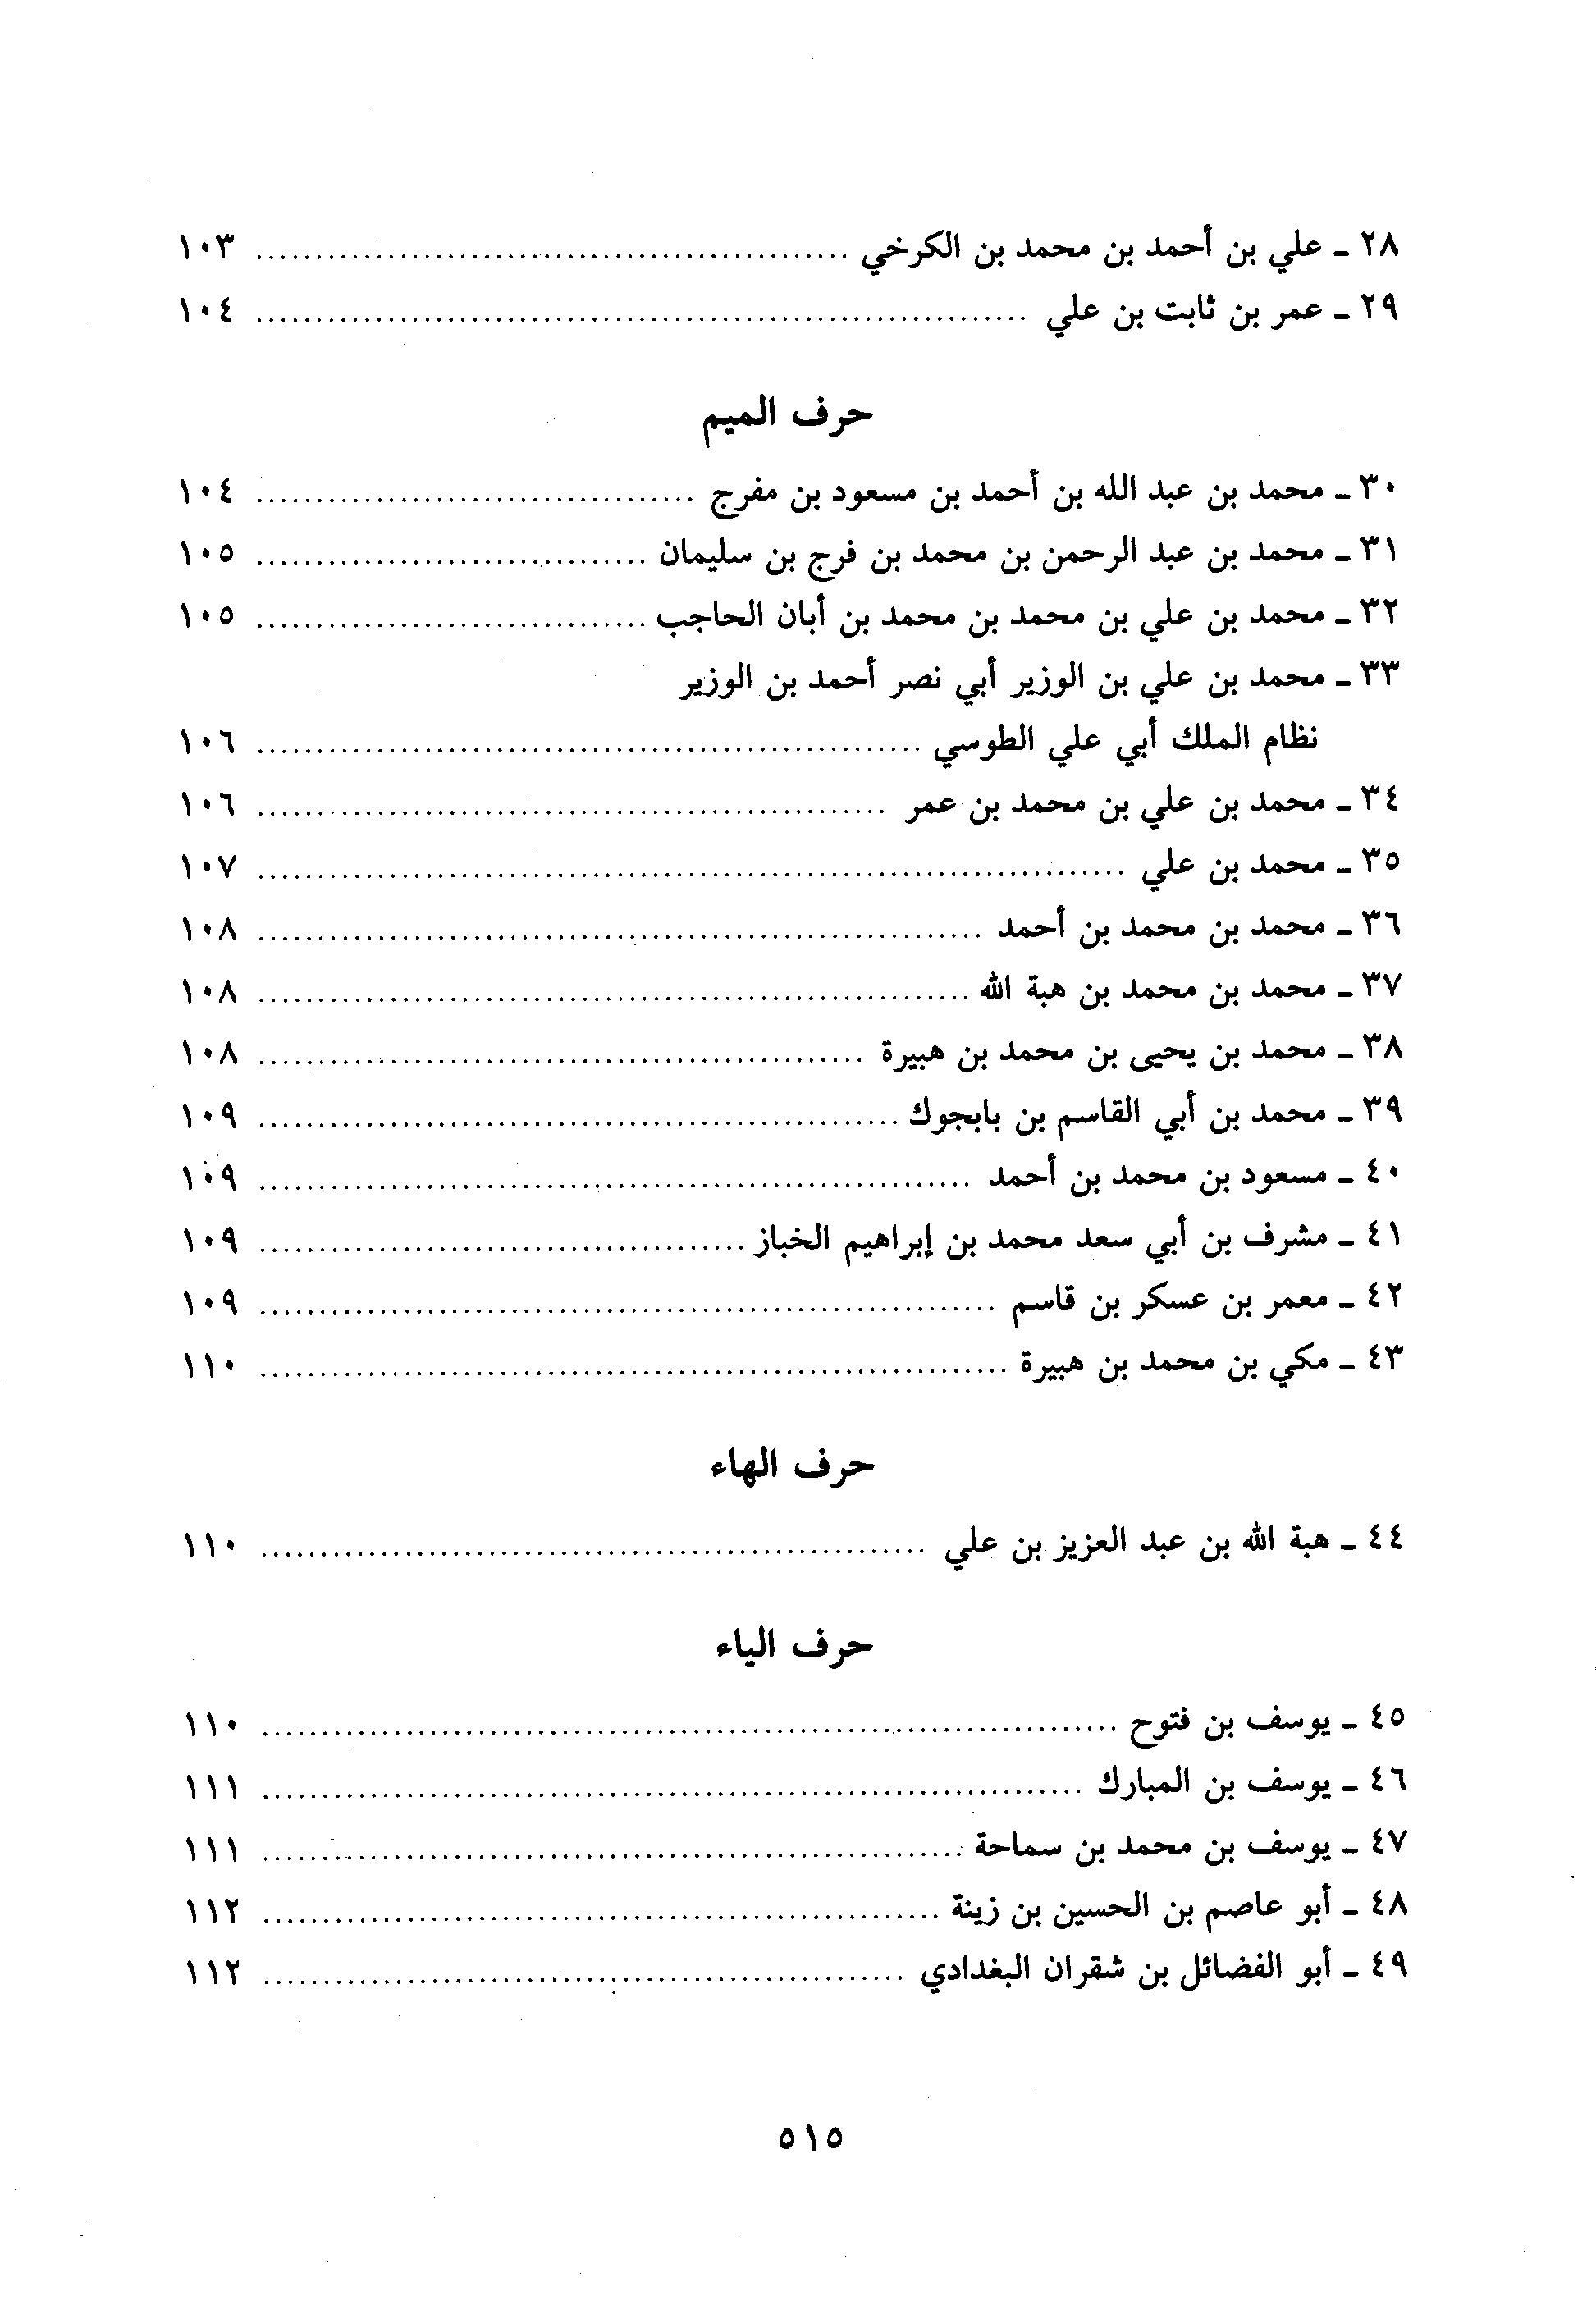 ٢٨ ـ علي بن أحمد بن محمد بن الكرخي ........ ١٠٣
٢٩ ـ عمر بن ثابت بن علي ........ ١٠٤
حرف الميم
٣٠ ـ محمد بن عبد الله بن أحمد بن مسعود بن مفرج ........ ١٠٤
٣١ ـ محمد بن عبد الرحمن بن محمد بن فرج بن سليمان ........ ١٠٥
٣٢ ـ محمد بن علي بن محمد بن محمد بن أبان الحاجب ........ ١٠٥
٣٣ ـ محمد بن علي بن الوزير أبي نصر أحمد بن الوزير
نظام الملك أبي علي الطوسي ........ ١٠٦
٣٤ ـ محمد بن علي بن محمد بن عمر ........ ١٠٦
٣٥ ـ محمد بن علي ........ ١٠٧
٣٦ ـ محمد بن محمد بن أحمد ........ ١٠٨
٣٧ ـ محمد بن محمد بن هبة الله ........ ١٠٨
٣٨ ـ محمد بن يحيى بن محمد بن هبيرة ........ ١٠٨
٣٩ ـ محمد بن أبي القاسم بن بابجوك ........ ١٠٩
٤٠ ـ مسعود بن محمد بن أحمد ........ ١٠٩
٤١ ـ مشرف بن أبي سعد محمد بن إبراهيم الخباز ........ ١٠٩
٤٢ ـ معمر بن عسكر بن قاسم ........ ١٠٩
٤٣ ـ مكي بن محمد بن هبيرة ........ ١١٠
حرف الهاء
٤٤ ـ هبة الله بن عبد العزيز بن علي ........ ١١٠
حرف الياء
٤٥ ـ يوسف بن فتوح ........ ١١٠
٤٦ ـ يوسف بن المبارك ........ ١١١
٤٧ ـ يوسف بن محمد بن سماحة ........ ١١١
٤٨ ـ أبو عاصم بن الحسين بن زينة ........ ١١٢
٤٩ ـ أبو الفضائل بن شقران البغدادي ........ ١١٢
٥١٥